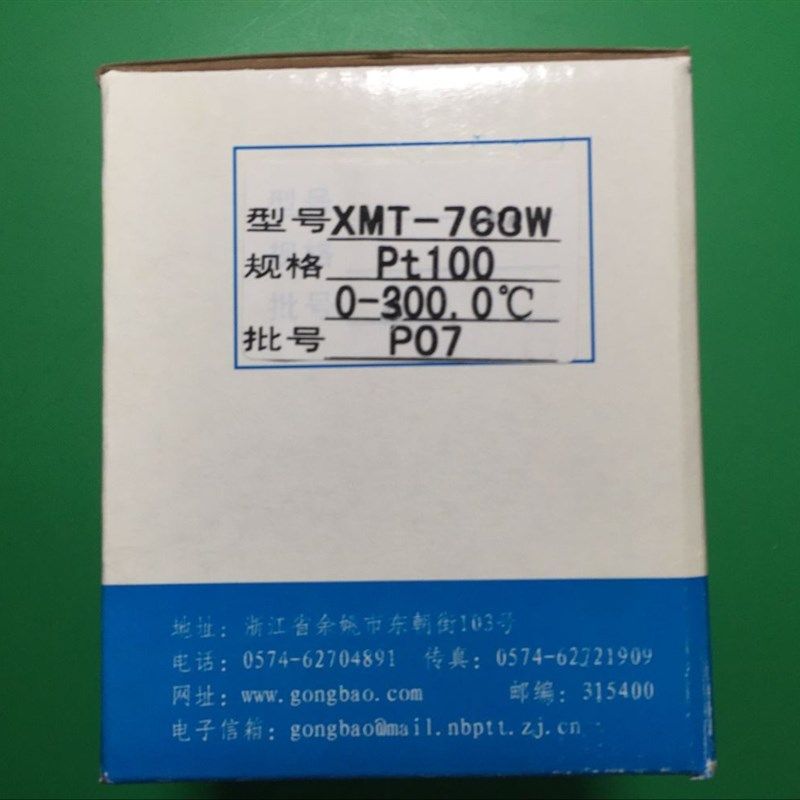 型号XMT-760W
规格 Pt100
0-300.0℃
批号 P07
地址：浙江省余姚市东朝街103号
电话：0574-62704891 传真：0574-62721909
网址：www.gongbao.com 邮编：315400
电子信箱：gongbao@mail.nbptt.zj.cn